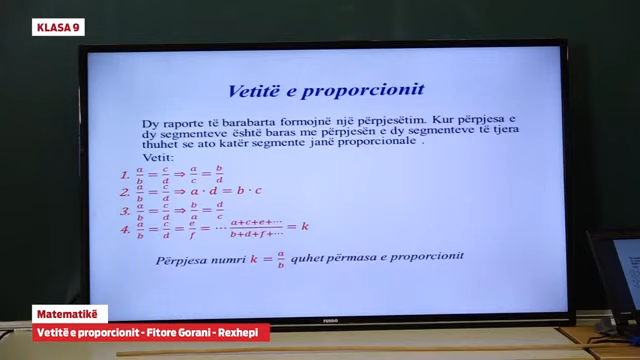 KLASA 9
Vetitë e proporcionit
Dy raporte të barabarta formojnë një përpjesëtim. Kur përpjesa e
dy segmenteve është baras me përpjesën e dy segmenteve të tjera
thuhet se ato katër segmente janë proporcionale .
Vetit:
1. a/b = c/d ⇒ a/c = b/d
2. a/b = c/d ⇒ a · d = b · c
3. a/b = c/d ⇒ b/a = d/c
4. a/b = c/d = e/f = ··· a+c+e+···/b+d+f+··· = k
Përpjesa numri k = a/b quhet përmasa e proporcionit
Matematikë
Vetitë e proporcionit - Fitore Gorani - Rexhepi